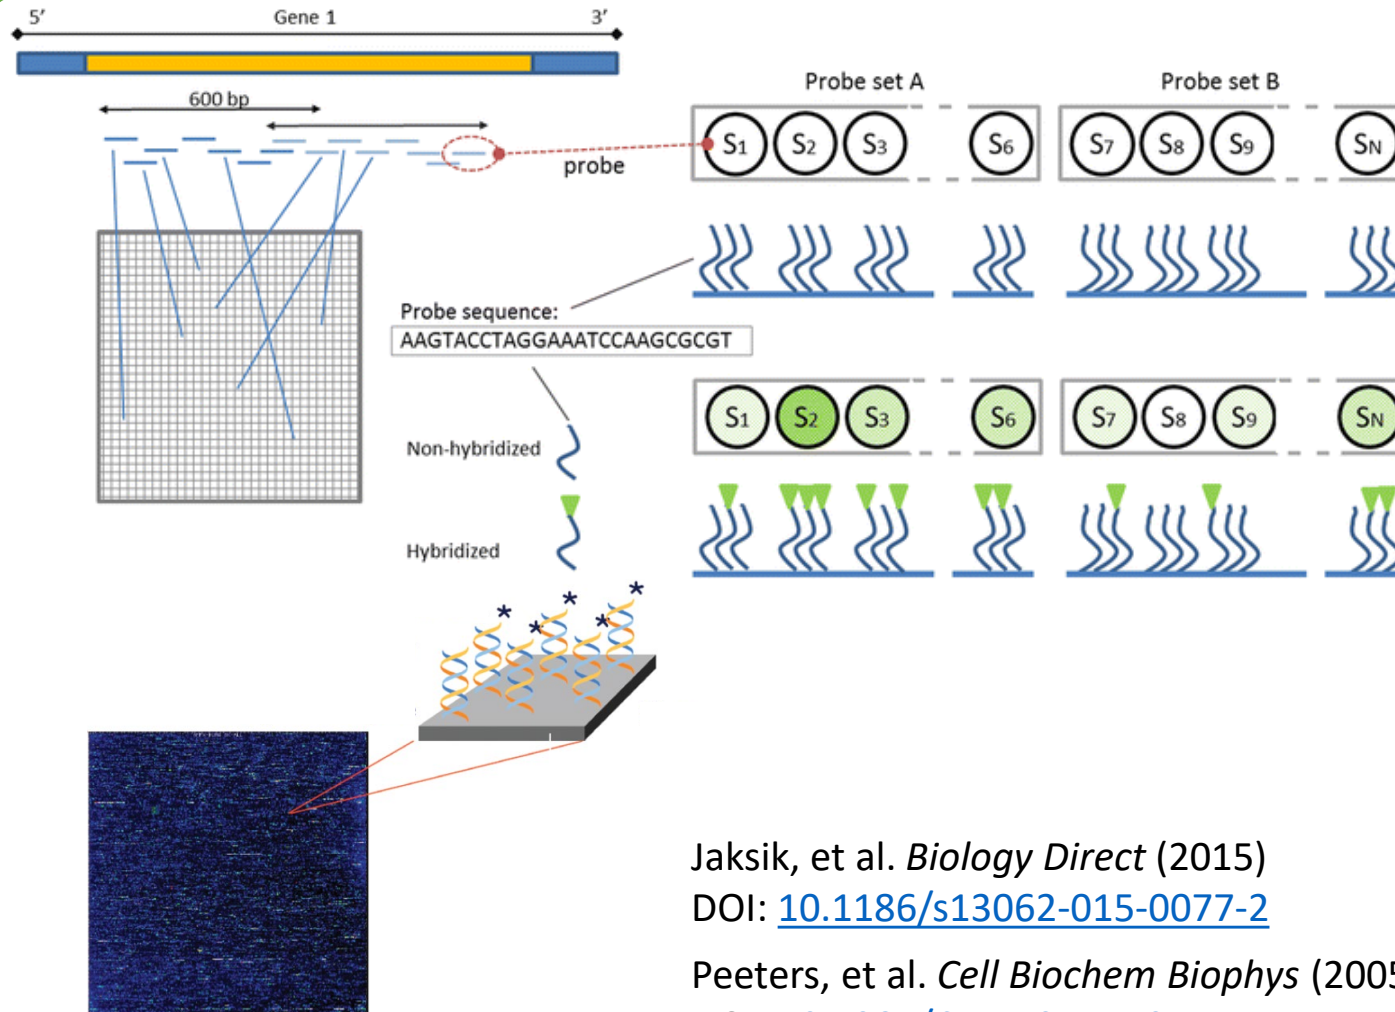 5′ Gene 1 3′
600 bp
probe
Probe set A
Probe set B
S1 S2 S3 S6 S7 S8 S9 SN
Probe sequence:
AAGTACCTAGGAAATCCAAGCGCGT
S1 S2 S3 S6 S7 S8 S9 SN
Non-hybridized
Hybridized
* * * * *
Jaksik, et al. Biology Direct (2015)
DOI: 10.1186/s13062-015-0077-2
Peeters, et al. Cell Biochem Biophys (2005